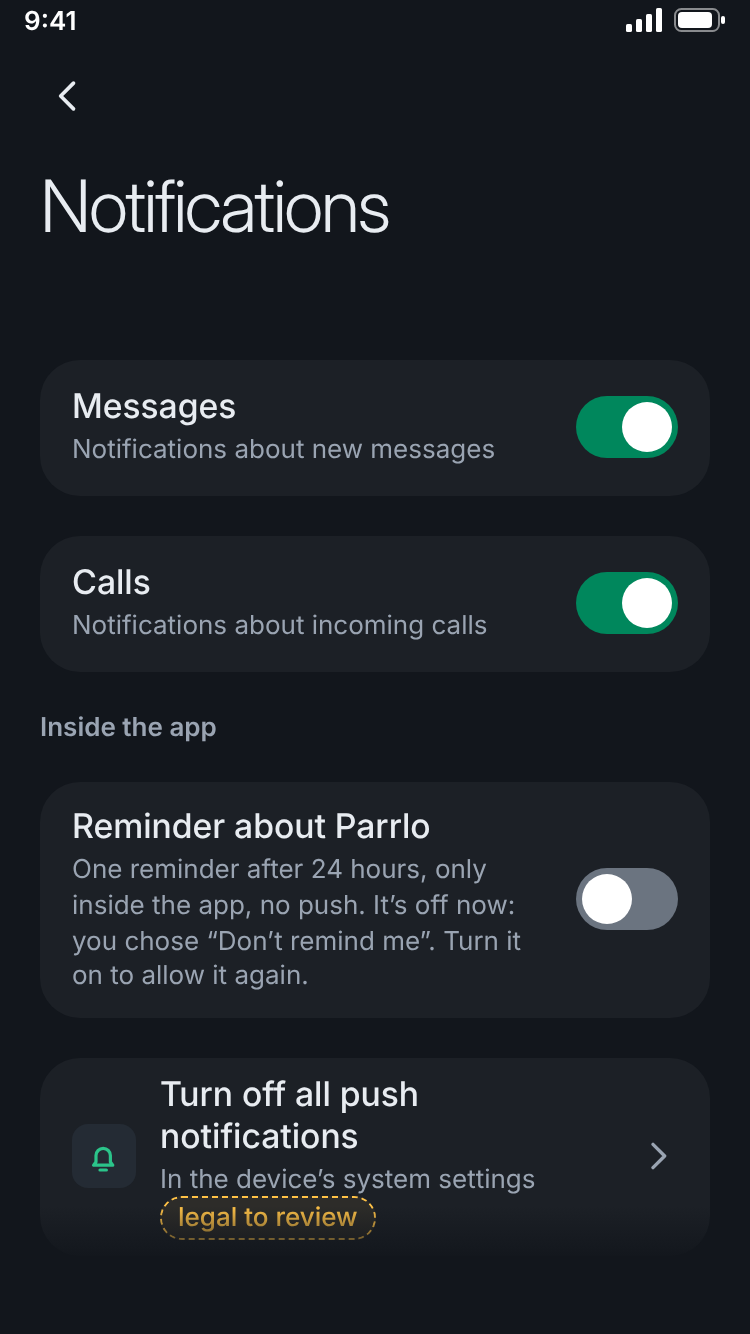 9:41
Notifications
Messages
Notifications about new messages
Calls
Notifications about incoming calls
Inside the app
Reminder about Parrlo
One reminder after 24 hours, only
inside the app, no push. It’s off now:
you chose “Don’t remind me”. Turn it
on to allow it again.
Turn off all push
notifications
In the device’s system settings
legal to review